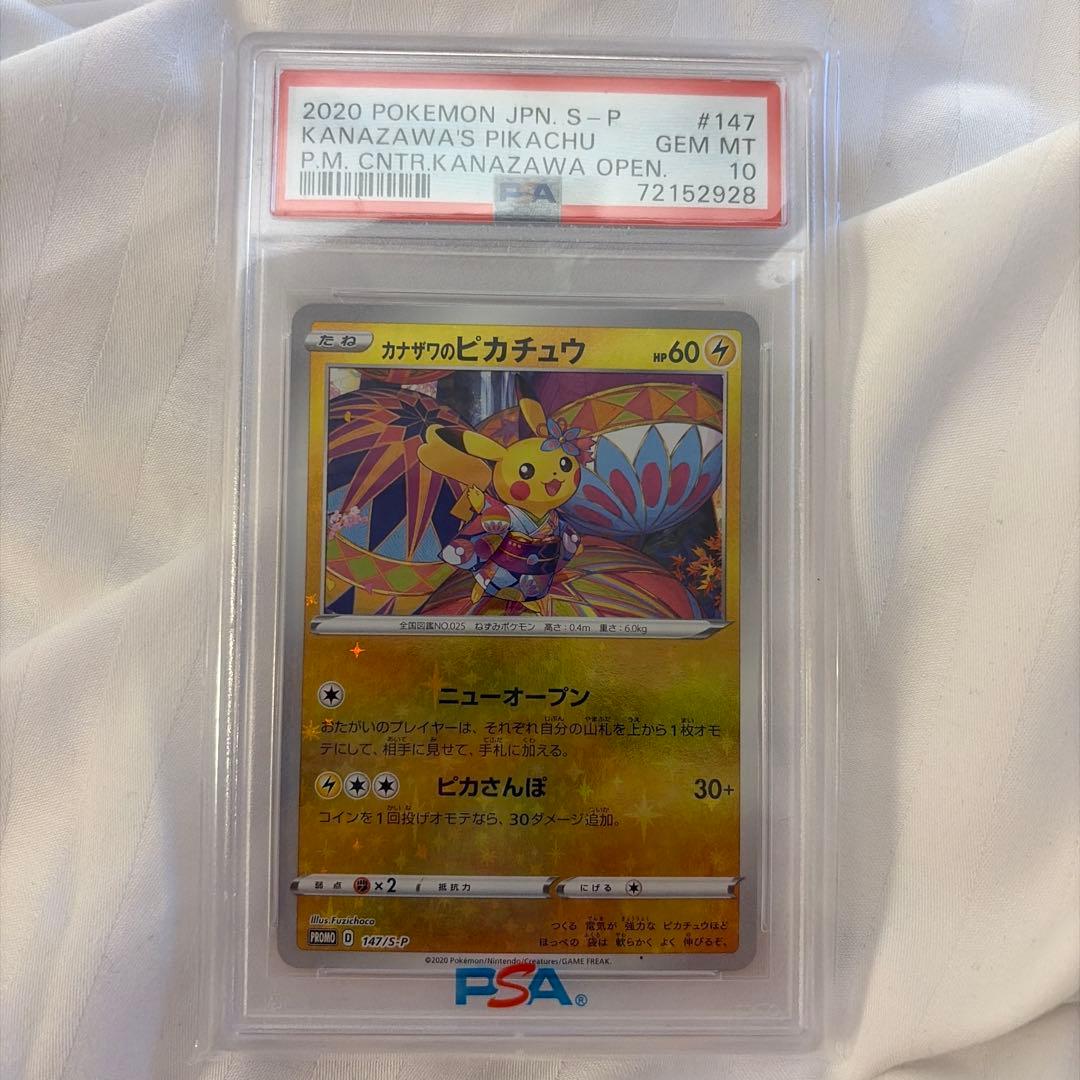 2020 POKEMON JPN. S-P #147
KANAZAWA'S PIKACHU GEM MT
P.M. CNTR.KANAZAWA OPEN. 10
PSA
72152928
たね カナザワのピカチュウ HP60
全国図鑑NO.025 ねずみポケモン 高さ:0.4m 重さ:6.0kg
ニューオープン
おたがいのプレイヤーは、それぞれ自分の山札を上から1枚オモ
テにして、相手に見せて、手札に加える。
ピカさんぽ 30+
コインを1回投げオモテなら、30ダメージ追加。
弱点 ×2 抵抗力 にげる
Illus.Fuzichoco
つくる 電気が 強力な ピカチュウほど
ほっぺの 袋は 軟らかく よく 伸びるぞ。
PROMO D 147/S-P
©2020 Pokémon/Nintendo/Creatures/GAME FREAK.
PSA®